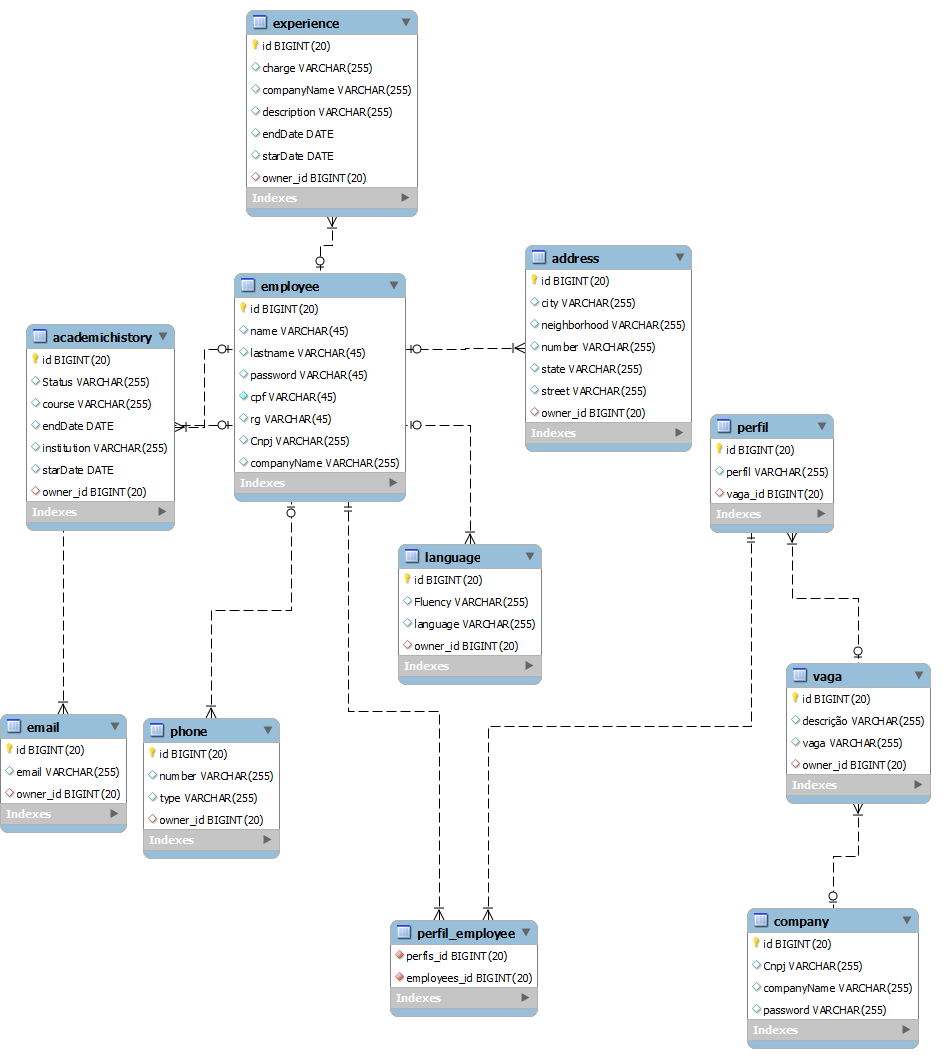 experience
id BIGINT(20)
charge VARCHAR(255)
companyName VARCHAR(255)
description VARCHAR(255)
endDate DATE
starDate DATE
owner_id BIGINT(20)
Indexes
employee
id BIGINT(20)
name VARCHAR(45)
lastname VARCHAR(45)
password VARCHAR(45)
cpf VARCHAR(45)
rg VARCHAR(45)
Cnpj VARCHAR(255)
companyName VARCHAR(255)
Indexes
address
id BIGINT(20)
city VARCHAR(255)
neighborhood VARCHAR(255)
number VARCHAR(255)
state VARCHAR(255)
street VARCHAR(255)
owner_id BIGINT(20)
Indexes
academichistory
id BIGINT(20)
Status VARCHAR(255)
course VARCHAR(255)
endDate DATE
institution VARCHAR(255)
starDate DATE
owner_id BIGINT(20)
Indexes
perfil
id BIGINT(20)
perfil VARCHAR(255)
vaga_id BIGINT(20)
Indexes
language
id BIGINT(20)
Fluency VARCHAR(255)
language VARCHAR(255)
owner_id BIGINT(20)
Indexes
vaga
id BIGINT(20)
descrição VARCHAR(255)
vaga VARCHAR(255)
owner_id BIGINT(20)
Indexes
email
id BIGINT(20)
email VARCHAR(255)
owner_id BIGINT(20)
Indexes
phone
id BIGINT(20)
number VARCHAR(255)
type VARCHAR(255)
owner_id BIGINT(20)
Indexes
perfil_employee
perfis_id BIGINT(20)
employees_id BIGINT(20)
Indexes
company
id BIGINT(20)
Cnpj VARCHAR(255)
companyName VARCHAR(255)
password VARCHAR(255)
Indexes